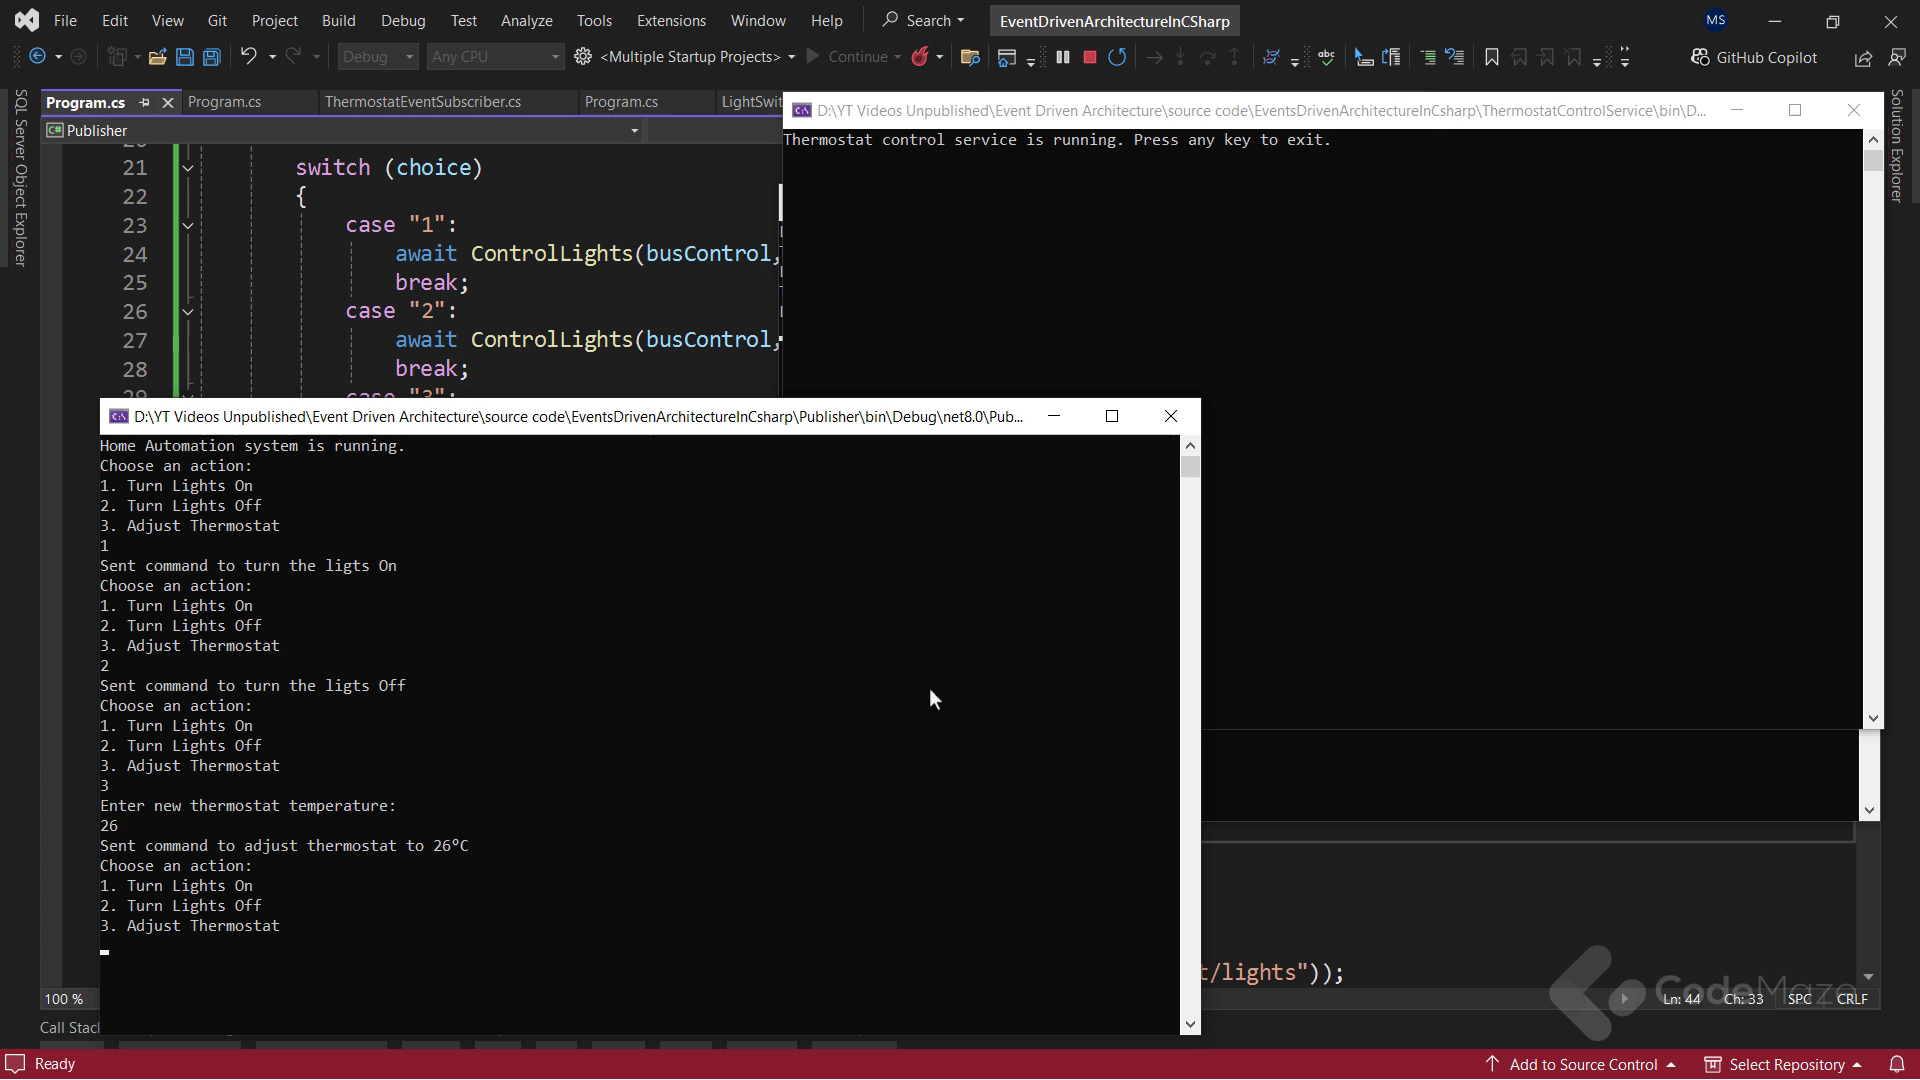 File Edit View Git Project Build Debug Test Analyze Tools Extensions Window Help Search EventDrivenArchitectureInCSharp MS
Debug Any CPU <Multiple Startup Projects> Continue GitHub Copilot
SQL Server Object Explorer
Program.cs Program.cs ThermostatEventSubscriber.cs Program.cs LightSwit
Publisher
21 switch (choice)
22 {
23 case "1":
24 await ControlLights(busControl,
25 break;
26 case "2":
27 await ControlLights(busControl,
28 break;
29 case "3":
D:\YT Videos Unpublished\Event Driven Architecture\source code\EventsDrivenArchitectureInCsharp\ThermostatControlService\bin\D...
Thermostat control service is running. Press any key to exit.
Solution Explorer
D:\YT Videos Unpublished\Event Driven Architecture\source code\EventsDrivenArchitectureInCsharp\Publisher\bin\Debug\net8.0\Pub...
Home Automation system is running.
Choose an action:
1. Turn Lights On
2. Turn Lights Off
3. Adjust Thermostat
1
Sent command to turn the ligts On
Choose an action:
1. Turn Lights On
2. Turn Lights Off
3. Adjust Thermostat
2
Sent command to turn the ligts Off
Choose an action:
1. Turn Lights On
2. Turn Lights Off
3. Adjust Thermostat
3
Enter new thermostat temperature:
26
Sent command to adjust thermostat to 26°C
Choose an action:
1. Turn Lights On
2. Turn Lights Off
3. Adjust Thermostat
t/lights"));
CodeMaze
100 % Ln: 44 Ch: 33 SPC CRLF
Call Stac
Ready Add to Source Control Select Repository